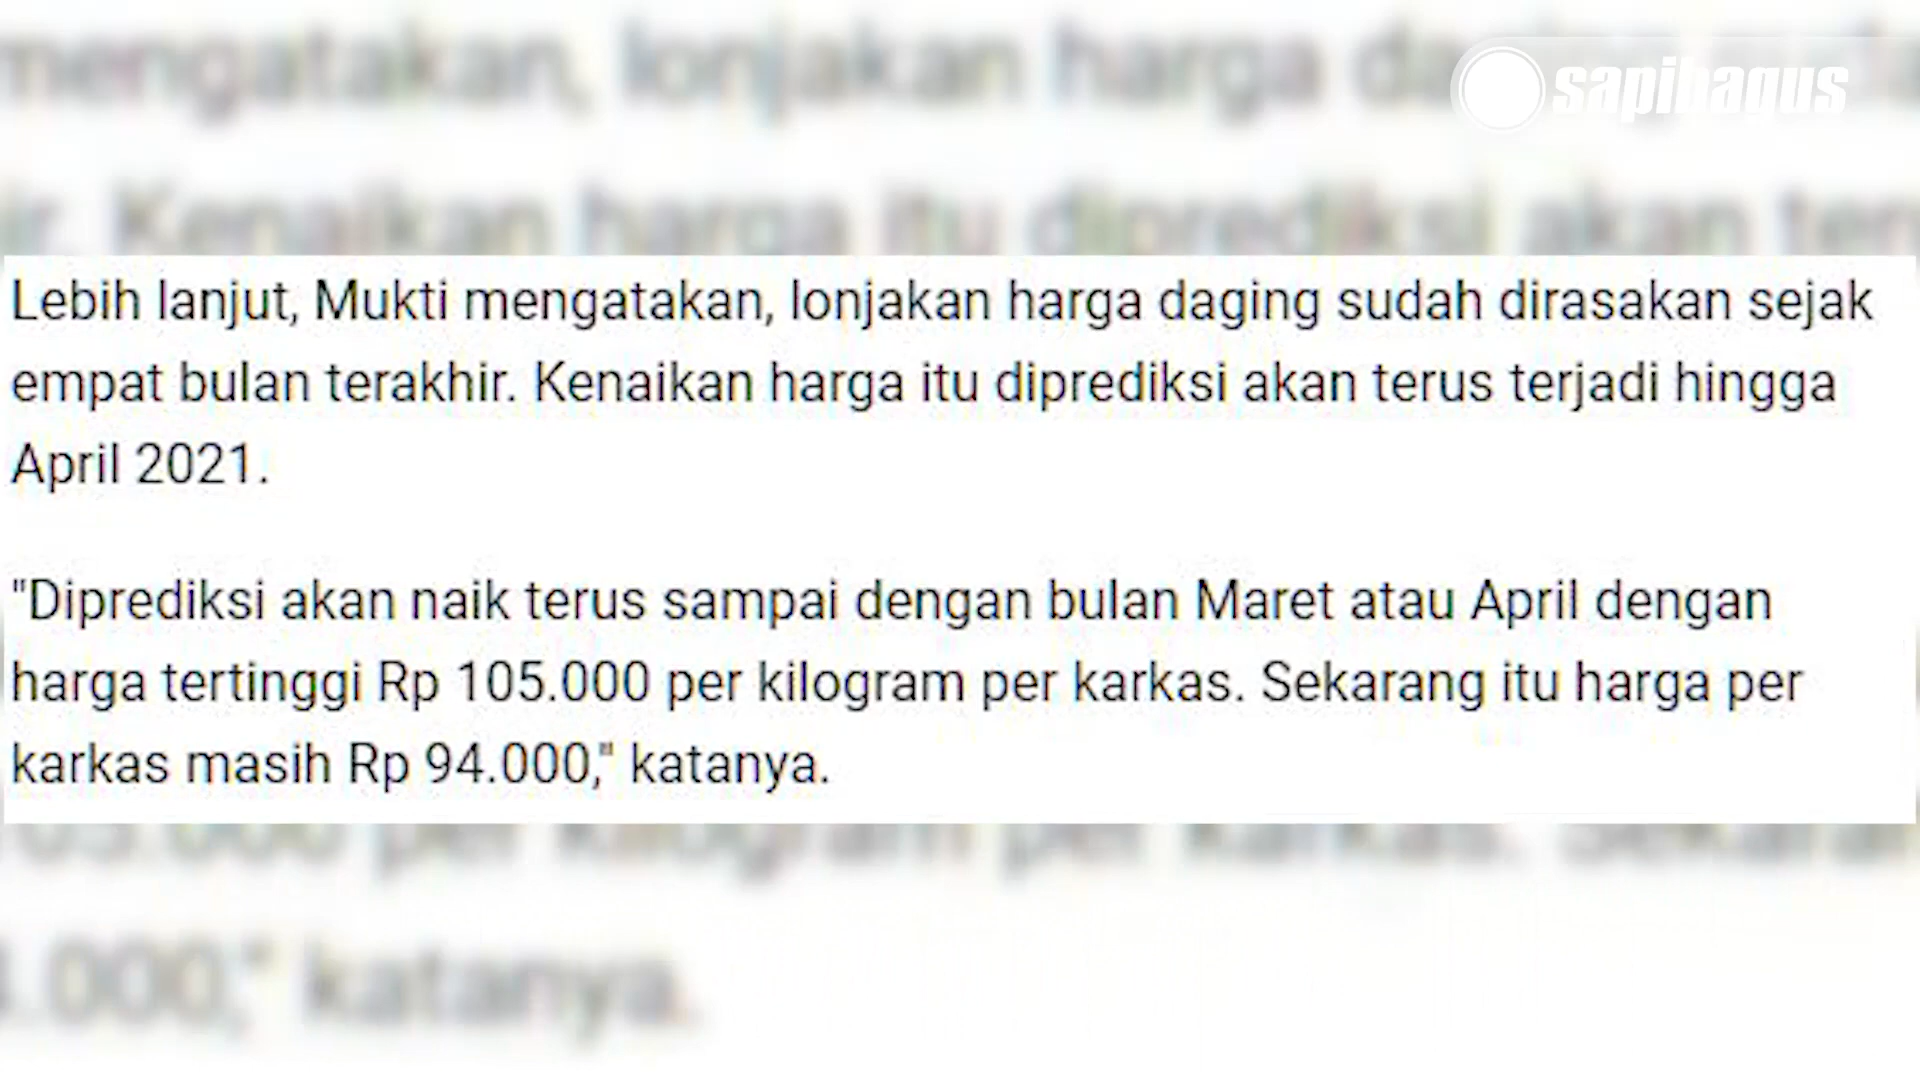 sapibagus
Lebih lanjut, Mukti mengatakan, lonjakan harga daging sudah dirasakan sejak
empat bulan terakhir. Kenaikan harga itu diprediksi akan terus terjadi hingga
April 2021.
"Diprediksi akan naik terus sampai dengan bulan Maret atau April dengan
harga tertinggi Rp 105.000 per kilogram per karkas. Sekarang itu harga per
karkas masih Rp 94.000," katanya.